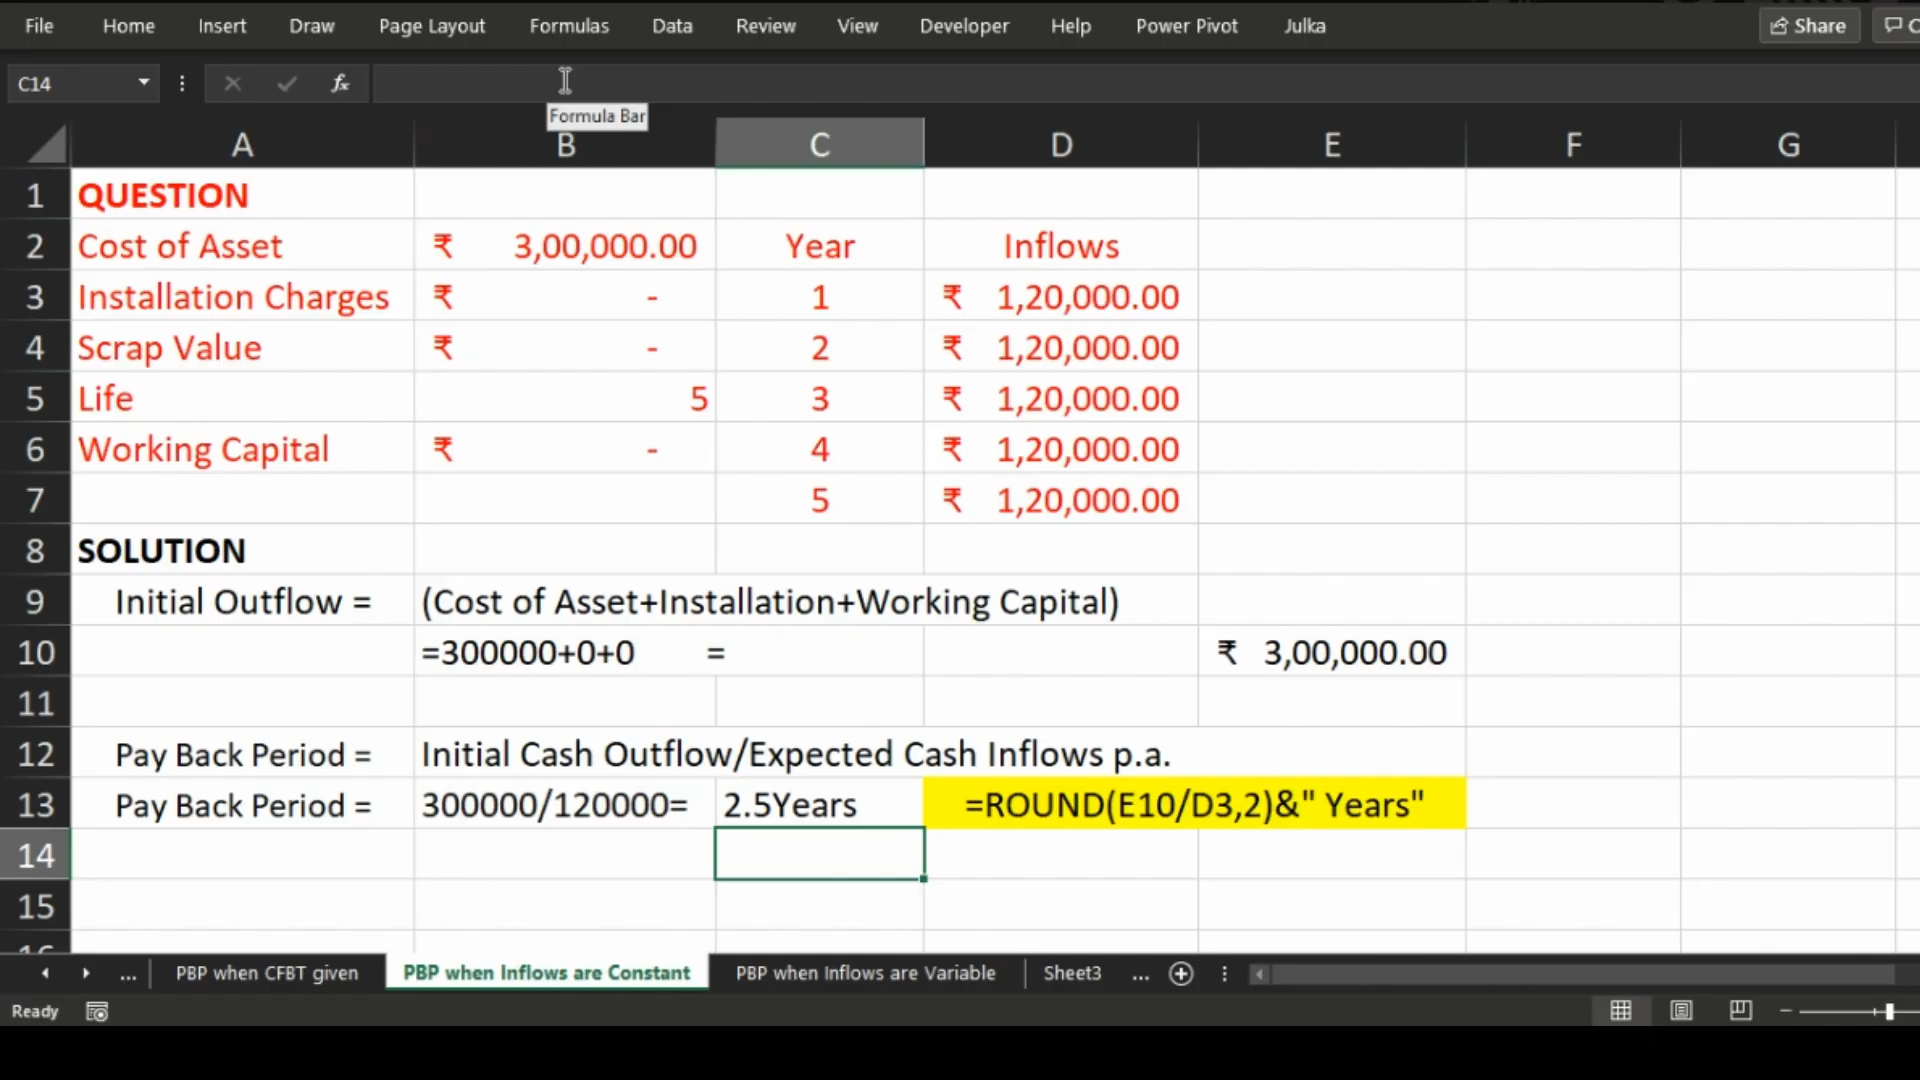 File Home Insert Draw Page Layout Formulas Data Review View Developer Help Power Pivot Julka Share
C14 fx
Formula Bar
A B C D E F G
1 QUESTION
2 Cost of Asset ₹ 3,00,000.00 Year Inflows
3 Installation Charges ₹ - 1 ₹ 1,20,000.00
4 Scrap Value ₹ - 2 ₹ 1,20,000.00
5 Life 5 3 ₹ 1,20,000.00
6 Working Capital ₹ - 4 ₹ 1,20,000.00
7 5 ₹ 1,20,000.00
8 SOLUTION
9 Initial Outflow = (Cost of Asset+Installation+Working Capital)
10 =300000+0+0 = ₹ 3,00,000.00
11
12 Pay Back Period = Initial Cash Outflow/Expected Cash Inflows p.a.
13 Pay Back Period = 300000/120000= 2.5Years =ROUND(E10/D3,2)&" Years"
14
15
... PBP when CFBT given PBP when Inflows are Constant PBP when Inflows are Variable Sheet3 ...
Ready